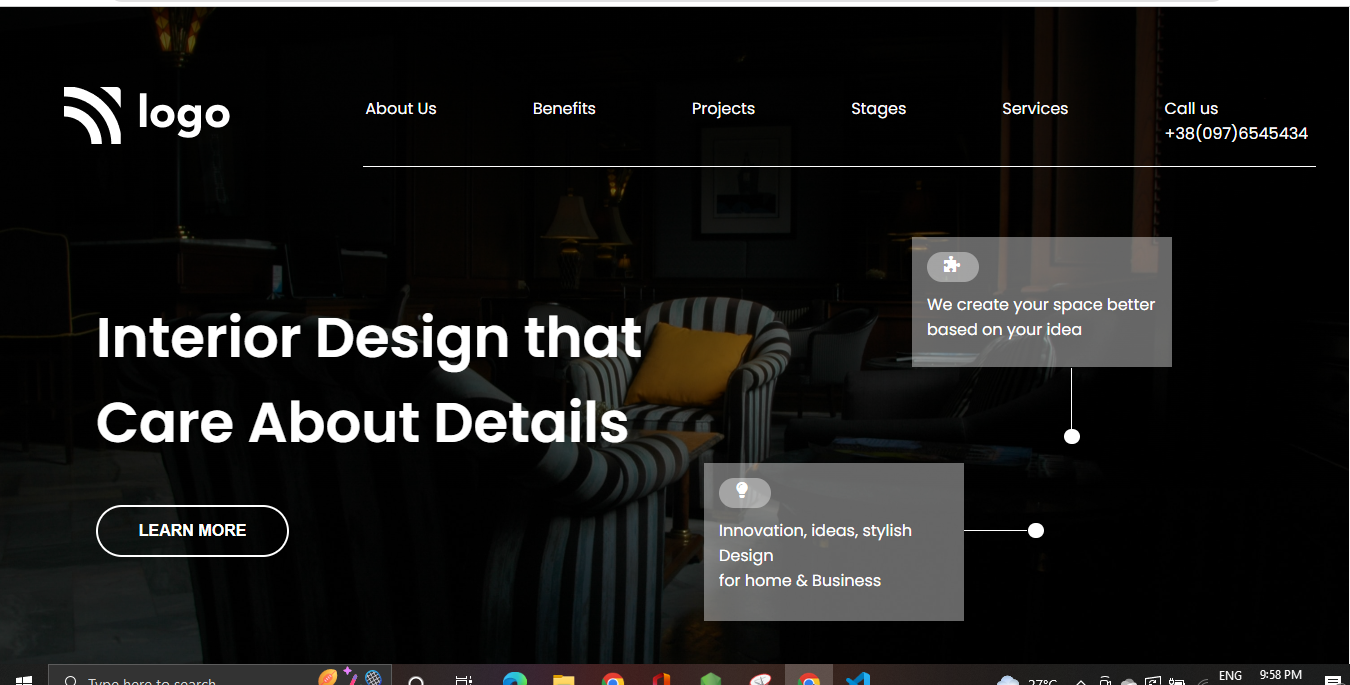 logo
About Us
Benefits
Projects
Stages
Services
Call us
+38(097)6545434
We create your space better
based on your idea
Interior Design that
Care About Details
LEARN MORE
Innovation, ideas, stylish
Design
for home & Business
Type here to search
27°C
ENG
9:58 PM